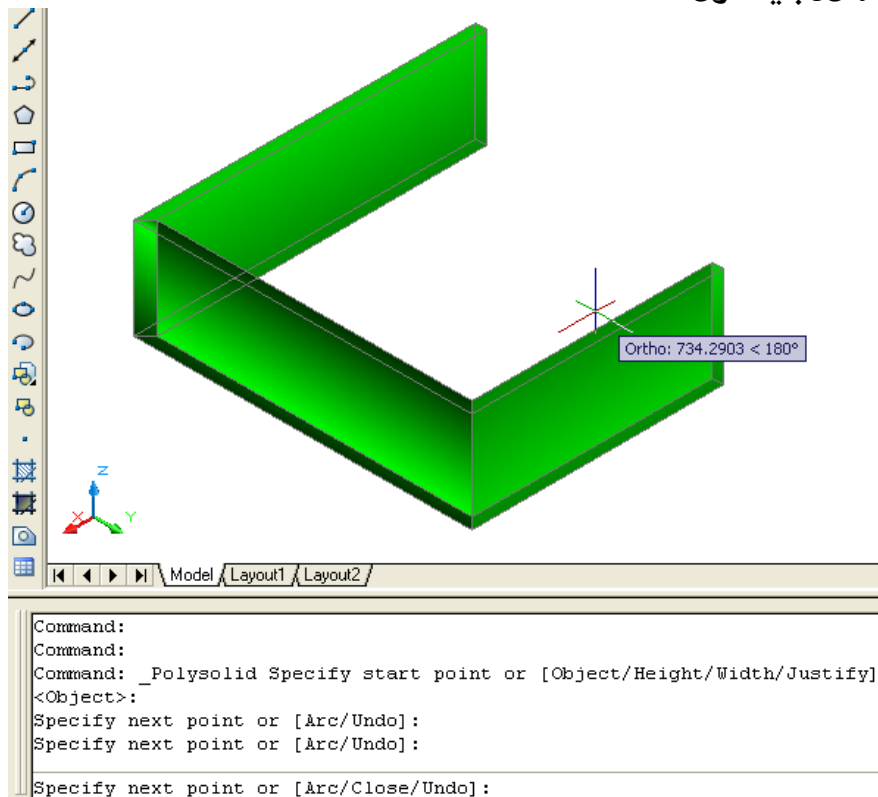 Ortho: 734.2903 < 180°
Z
X
Y
Model
Layout1
Layout2
Command:
Command:
Command: _Polysolid Specify start point or [Object/Height/Width/Justify]
<Object>:
Specify next point or [Arc/Undo]:
Specify next point or [Arc/Undo]:
Specify next point or [Arc/Close/Undo]: